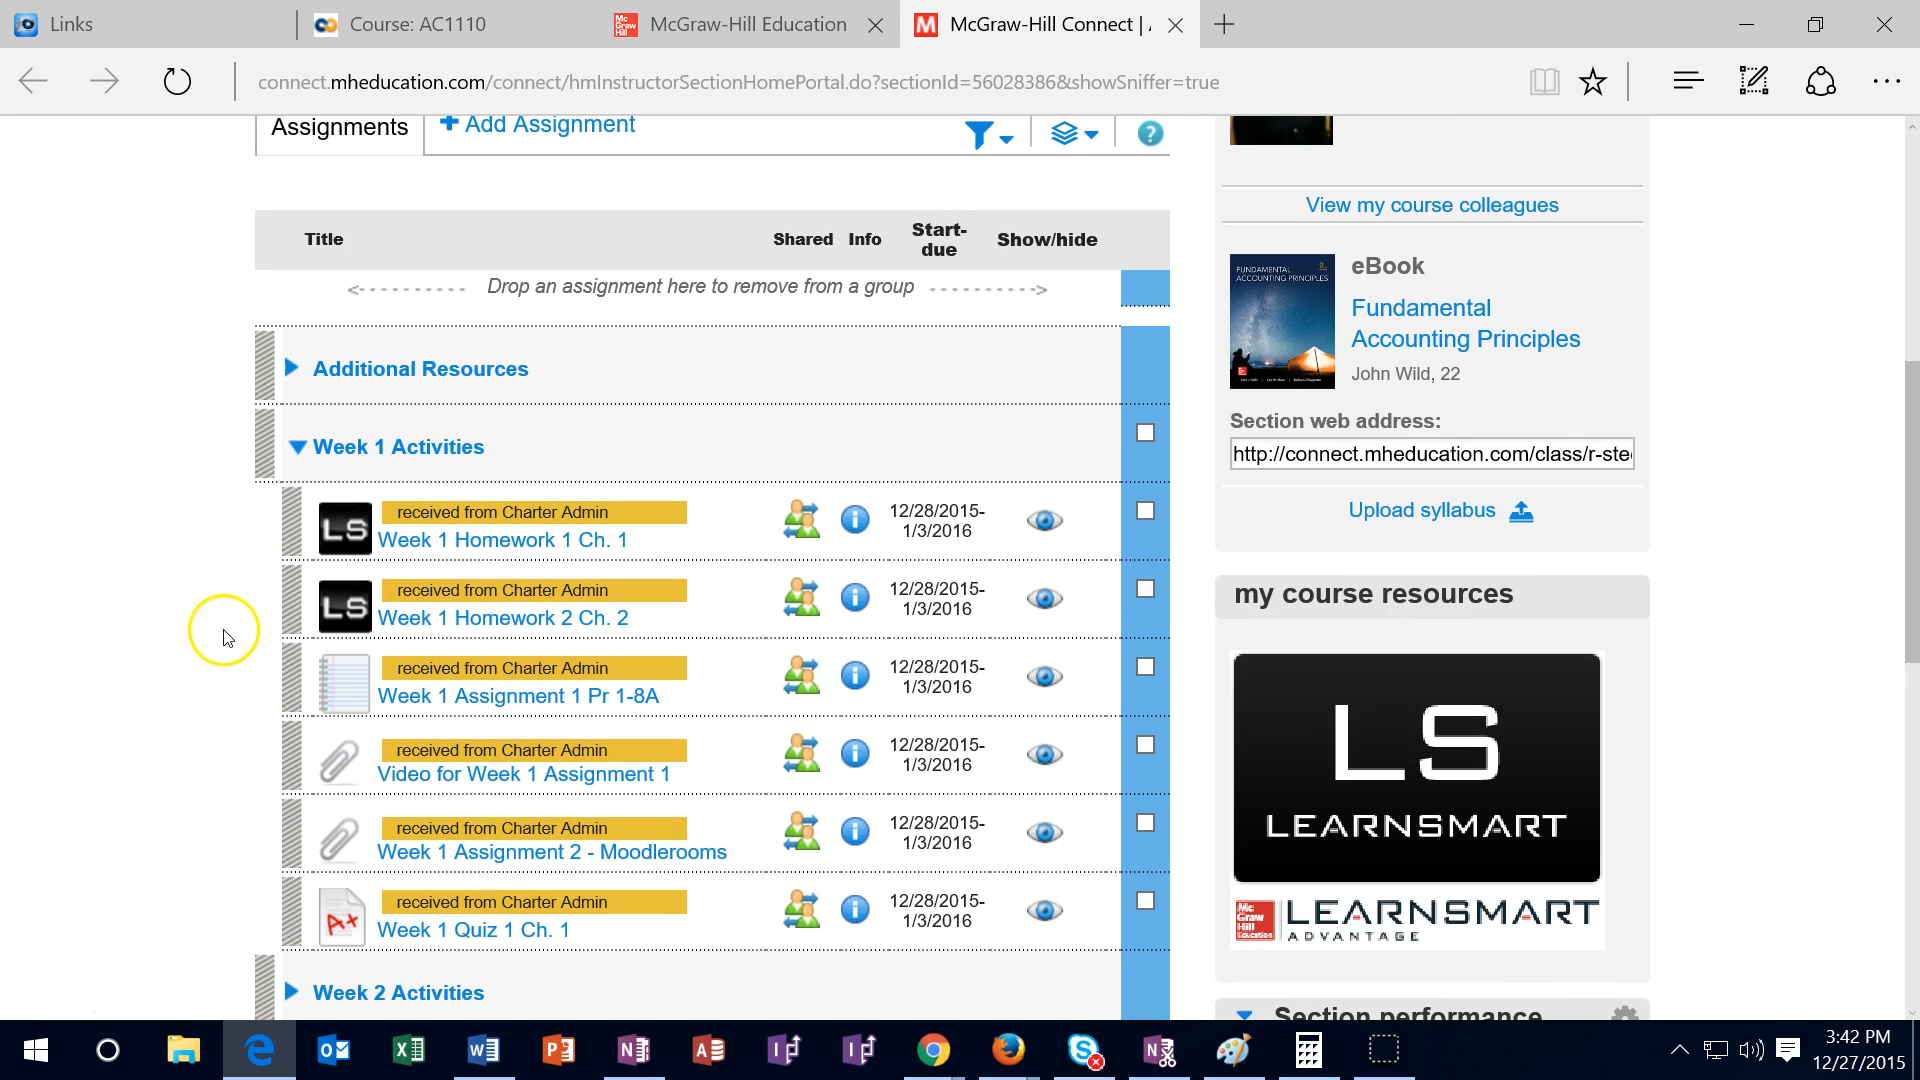 Links
Course: AC1110
McGraw-Hill Education
McGraw-Hill Connect |
connect.mheducation.com/connect/hmInstructorSectionHomePortal.do?sectionId=56028386&showSniffer=true
Assignments
Add Assignment
?
Title
Shared
Info
Start-
due
Show/hide
Drop an assignment here to remove from a group
Additional Resources
Week 1 Activities
LS
received from Charter Admin
Week 1 Homework 1 Ch. 1
12/28/2015-
1/3/2016
LS
received from Charter Admin
Week 1 Homework 2 Ch. 2
12/28/2015-
1/3/2016
received from Charter Admin
Week 1 Assignment 1 Pr 1-8A
12/28/2015-
1/3/2016
received from Charter Admin
Video for Week 1 Assignment 1
12/28/2015-
1/3/2016
received from Charter Admin
Week 1 Assignment 2 - Moodlerooms
12/28/2015-
1/3/2016
A+
received from Charter Admin
Week 1 Quiz 1 Ch. 1
12/28/2015-
1/3/2016
Week 2 Activities
View my course colleagues
FUNDAMENTAL
ACCOUNTING PRINCIPLES
eBook
Fundamental
Accounting Principles
John Wild, 22
Section web address:
http://connect.mheducation.com/class/r-ste
Upload syllabus
my course resources
LS
LEARNSMART
Mc
Graw
Hill
Education
LEARNSMART
ADVANTAGE
Section performance
3:42 PM
12/27/2015